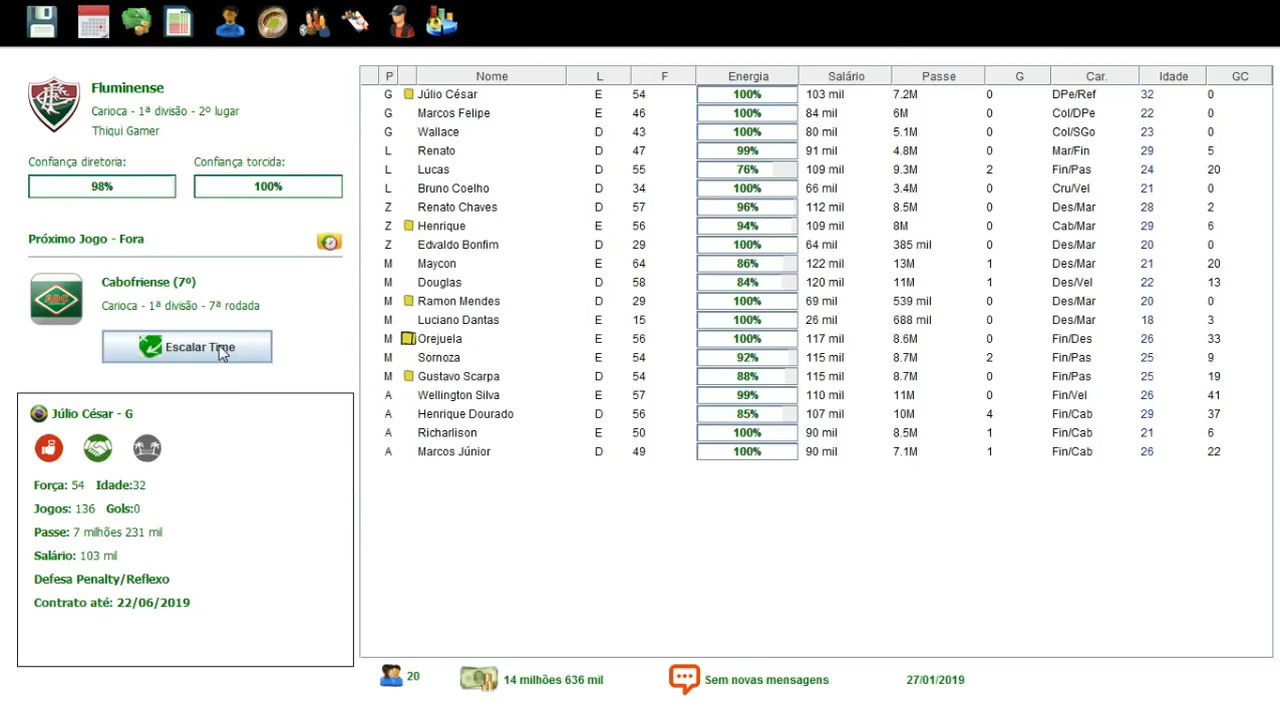 Fluminense
Carioca - 1ª divisão - 2º lugar
Thiqui Gamer
Confiança diretoria: Confiança torcida:
98% 100%
Próximo Jogo - Fora
ABC
Cabofriense (7º)
Carioca - 1ª divisão - 7ª rodada
Escalar Time
Júlio César - G
Força: 54 Idade:32
Jogos: 136 Gols:0
Passe: 7 milhões 231 mil
Salário: 103 mil
Defesa Penalty/Reflexo
Contrato até: 22/06/2019
P Nome L F Energia Salário Passe G Car. Idade GC
G Júlio César E 54 100% 103 mil 7.2M 0 DPe/Ref 32 0
G Marcos Felipe E 46 100% 84 mil 6M 0 Col/DPe 22 0
G Wallace D 43 100% 80 mil 5.1M 0 Col/SGo 23 0
L Renato D 47 99% 91 mil 4.8M 0 Mar/Fin 29 5
L Lucas D 55 76% 109 mil 9.3M 2 Fin/Pas 24 20
L Bruno Coelho D 34 100% 66 mil 3.4M 0 Cru/Vel 21 0
Z Renato Chaves D 57 96% 112 mil 8.5M 0 Des/Mar 28 2
Z Henrique E 56 94% 109 mil 8M 0 Cab/Mar 29 6
Z Edvaldo Bonfim D 29 100% 64 mil 385 mil 0 Des/Mar 20 0
M Maycon E 64 86% 122 mil 13M 1 Des/Mar 21 20
M Douglas D 58 84% 120 mil 11M 1 Des/Vel 22 13
M Ramon Mendes D 29 100% 69 mil 539 mil 0 Des/Mar 20 0
M Luciano Dantas E 15 100% 26 mil 688 mil 0 Des/Mar 18 3
M Orejuela E 56 100% 117 mil 8.6M 0 Fin/Des 26 33
M Sornoza E 54 92% 115 mil 8.7M 2 Fin/Pas 25 9
M Gustavo Scarpa D 54 88% 115 mil 8.7M 0 Fin/Pas 25 19
A Wellington Silva E 57 99% 110 mil 11M 0 Fin/Vel 26 41
A Henrique Dourado D 56 85% 107 mil 10M 4 Fin/Cab 29 37
A Richarlison E 50 100% 90 mil 8.5M 1 Fin/Cab 21 6
A Marcos Júnior D 49 100% 90 mil 7.1M 1 Fin/Cab 26 22
20 14 milhões 636 mil Sem novas mensagens 27/01/2019